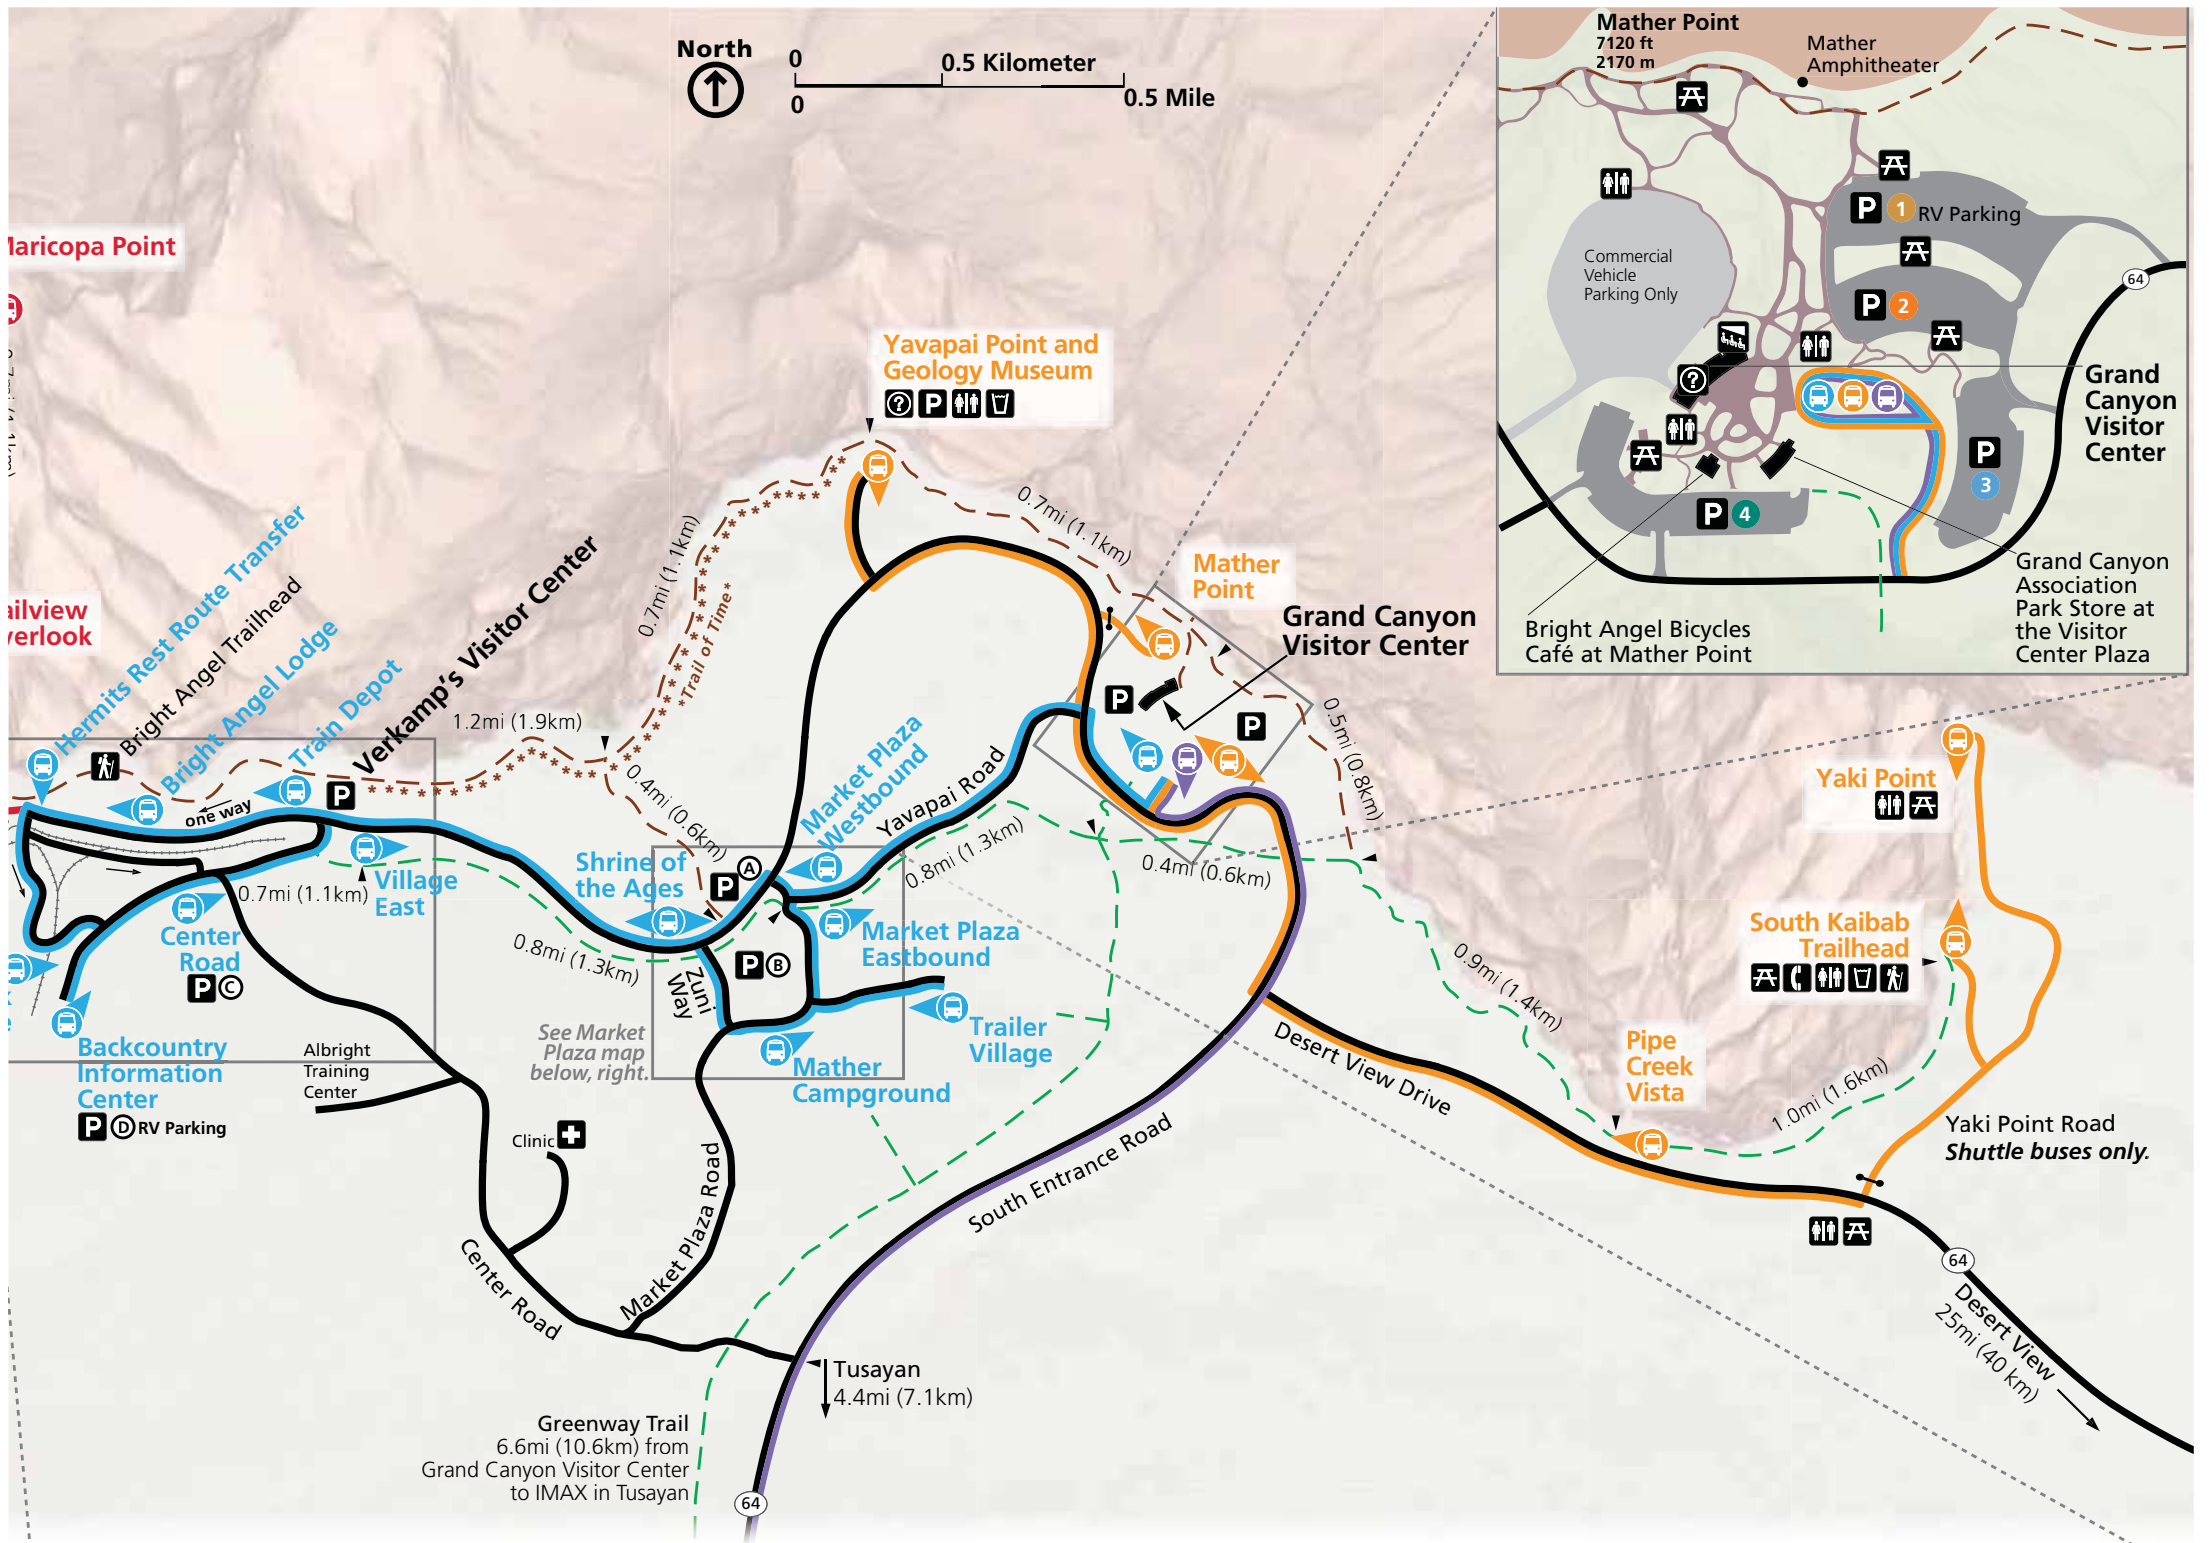 North
0
0.5 Kilometer
0
0.5 Mile
Mather Point
7120 ft
2170 m
Mather
Amphitheater
P
1
RV Parking
Commercial
Vehicle
Parking Only
P
2
64
?
Grand
Canyon
Visitor
Center
P
3
P
4
Grand Canyon
Association
Park Store at
the Visitor
Center Plaza
Bright Angel Bicycles
Café at Mather Point
Maricopa Point
Yavapai Point and
Geology Museum
? P
0.7mi (1.1km)
0.7mi (1.1km)
*Trail of Time*
Mather
Point
Grand Canyon
Visitor Center
P
P
0.5mi (0.8km)
ailview
verlook
Hermits Rest Route Transfer
Bright Angel Trailhead
Bright Angel Lodge
Train Depot
Verkamp's Visitor Center
P
one way
1.2mi (1.9km)
0.4mi (0.6km)
Market Plaza
Westbound
Yavapai Road
0.8mi (1.3km)
0.4mi (0.6km)
Shrine of
the Ages
P
A
Village
East
0.7mi (1.1km)
Center
Road
P C
0.8mi (1.3km)
Zuni
Way
P B
Market Plaza
Eastbound
Trailer
Village
Mather
Campground
See Market
Plaza map
below, right.
Backcountry
Information
Center
P D RV Parking
Albright
Training
Center
Clinic
Center Road
Market Plaza Road
South Entrance Road
Desert View Drive
Yaki Point
South Kaibab
Trailhead
0.9mi (1.4km)
Pipe
Creek
Vista
1.0mi (1.6km)
Yaki Point Road
Shuttle buses only.
64
Desert View
25mi (40 km)
Tusayan
4.4mi (7.1km)
Greenway Trail
6.6mi (10.6km) from
Grand Canyon Visitor Center
to IMAX in Tusayan
64